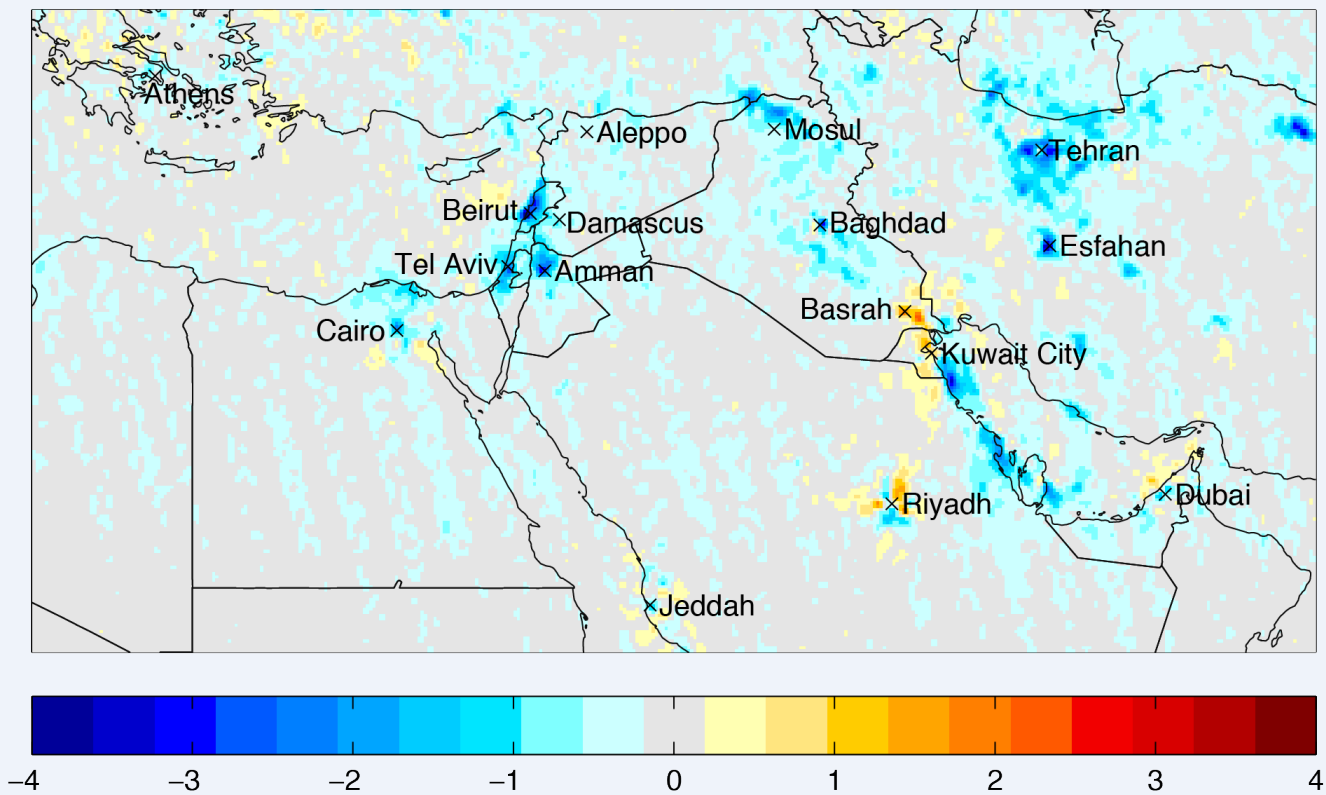 Athens
Aleppo
Mosul
Tehran
Beirut
Damascus
Baghdad
Esfahan
Tel Aviv
Amman
Basrah
Cairo
Kuwait City
Riyadh
Dubai
Jeddah
−4 −3 −2 −1 0 1 2 3 4